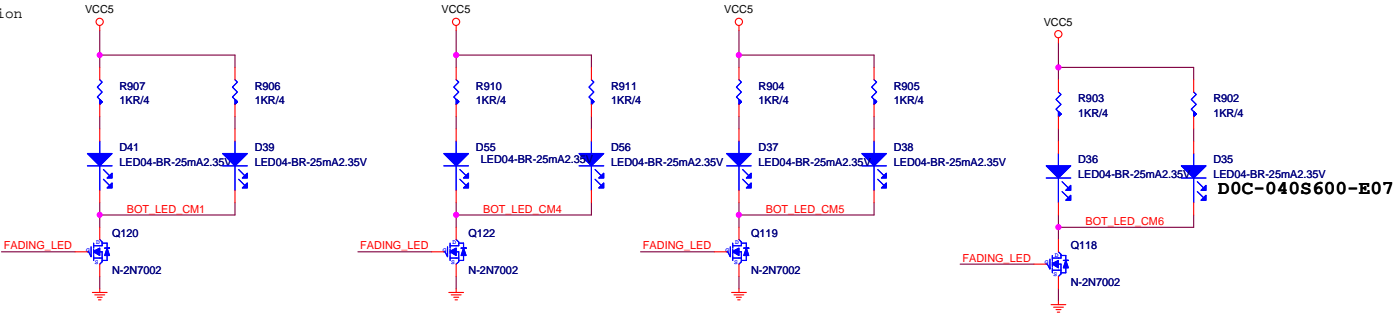 ion
VCC5
R907
1KR/4
R906
1KR/4
D41
LED04-BR-25mA2.35V
D39
LED04-BR-25mA2.35V
BOT_LED_CM1
FADING_LED
Q120
N-2N7002
VCC5
R910
1KR/4
R911
1KR/4
D55
LED04-BR-25mA2.35V
D56
LED04-BR-25mA2.35V
BOT_LED_CM4
FADING_LED
Q122
N-2N7002
VCC5
R904
1KR/4
R905
1KR/4
D37
LED04-BR-25mA2.35V
D38
LED04-BR-25mA2.35V
BOT_LED_CM5
FADING_LED
Q119
N-2N7002
VCC5
R903
1KR/4
R902
1KR/4
D36
LED04-BR-25mA2.35V
D35
LED04-BR-25mA2.35V
D0C-040S600-E07
BOT_LED_CM6
FADING_LED
Q118
N-2N7002